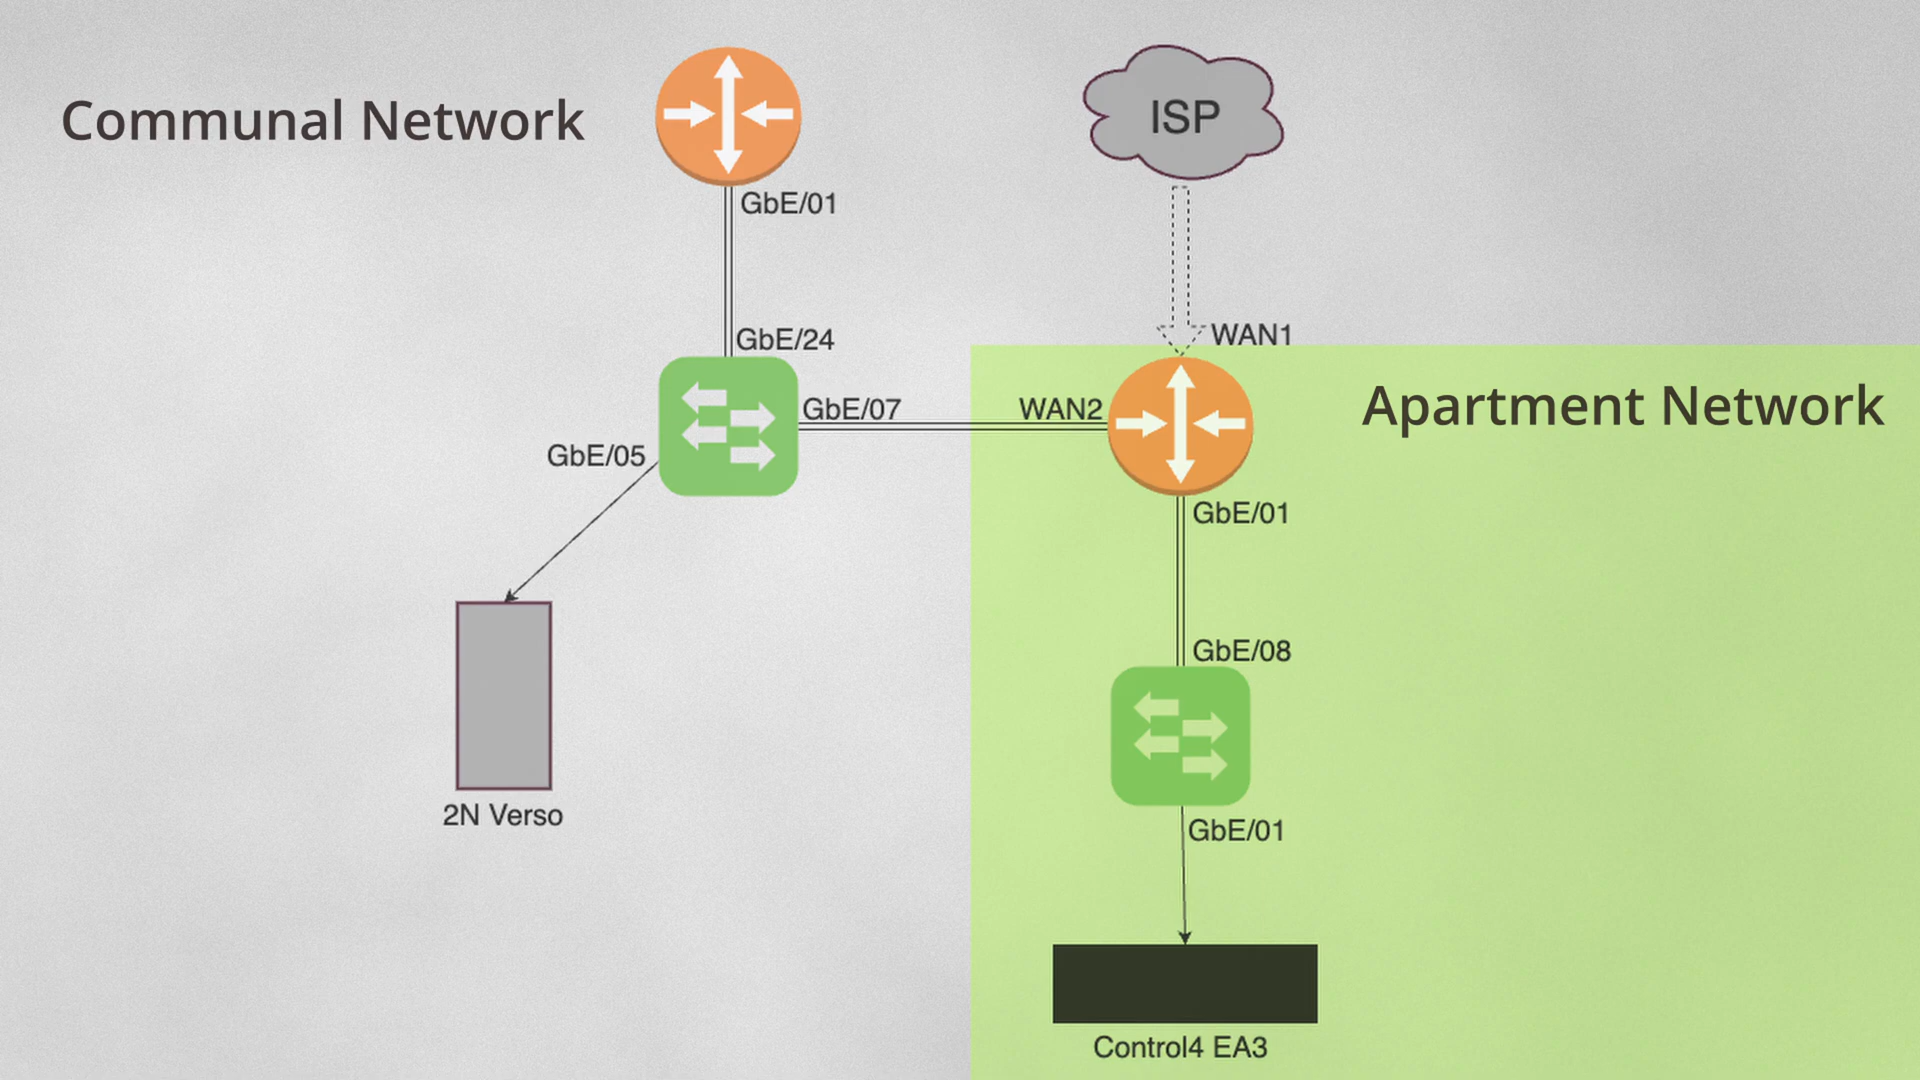 Communal Network
ISP
GbE/01
GbE/24
WAN1
GbE/07
WAN2
Apartment Network
GbE/05
GbE/01
GbE/08
2N Verso
GbE/01
Control4 EA3